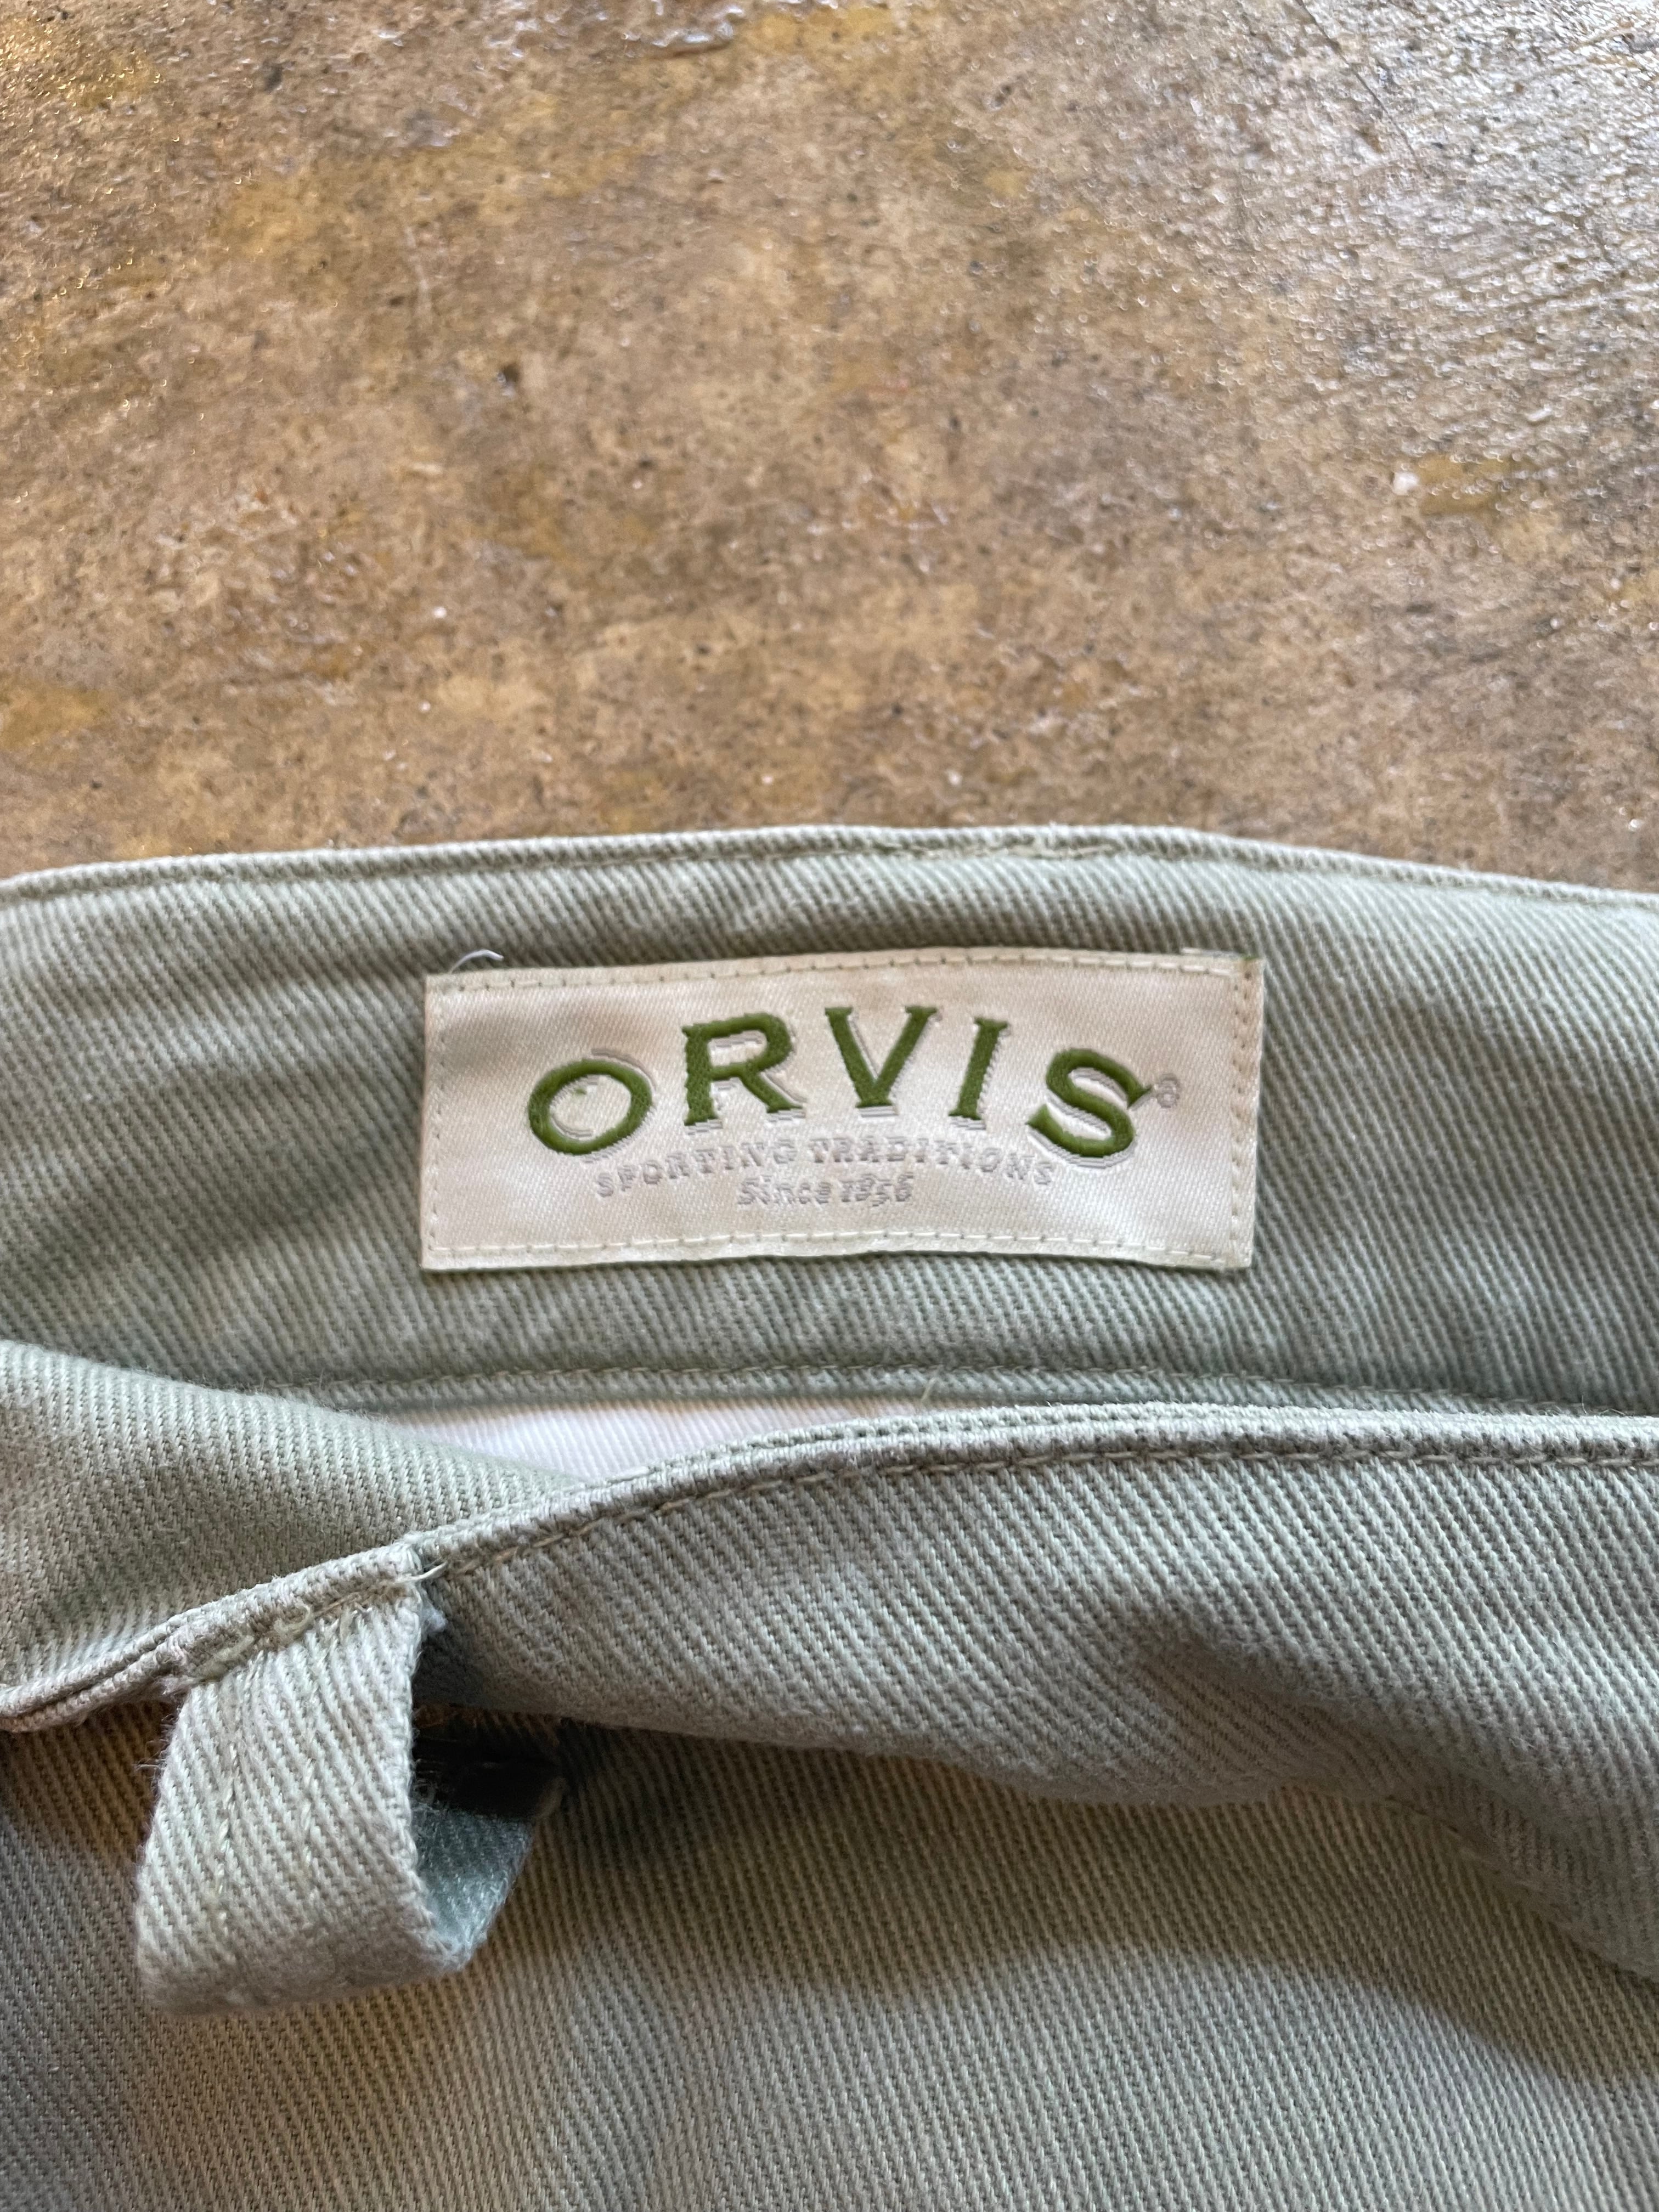 ORVIS®
SPORTING TRADITIONS
Since 1856